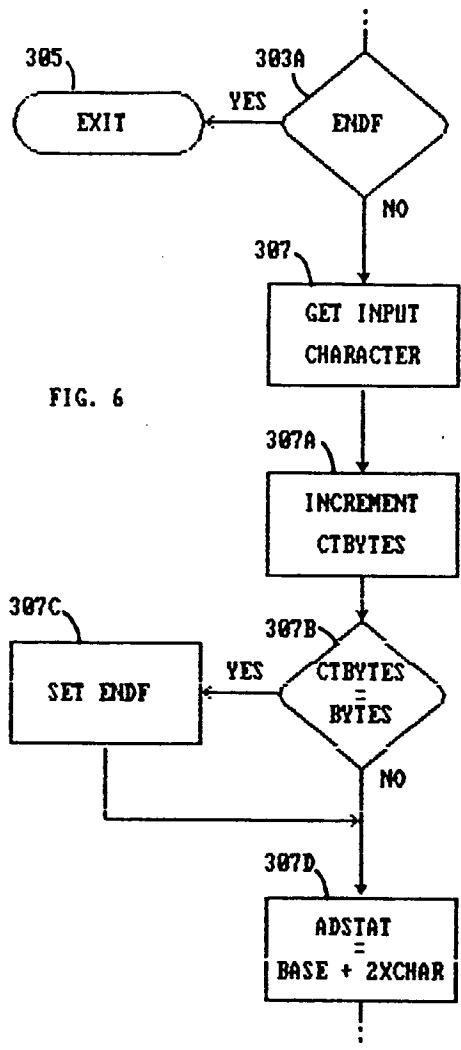 305
303A
YES
EXIT
ENDF
NO
307
GET INPUT
CHARACTER
FIG. 6
307A
INCREMENT
CTBYTES
307C
307B
YES
SET ENDF
CTBYTES
=
BYTES
NO
307D
ADSTAT
=
BASE + 2XCHAR